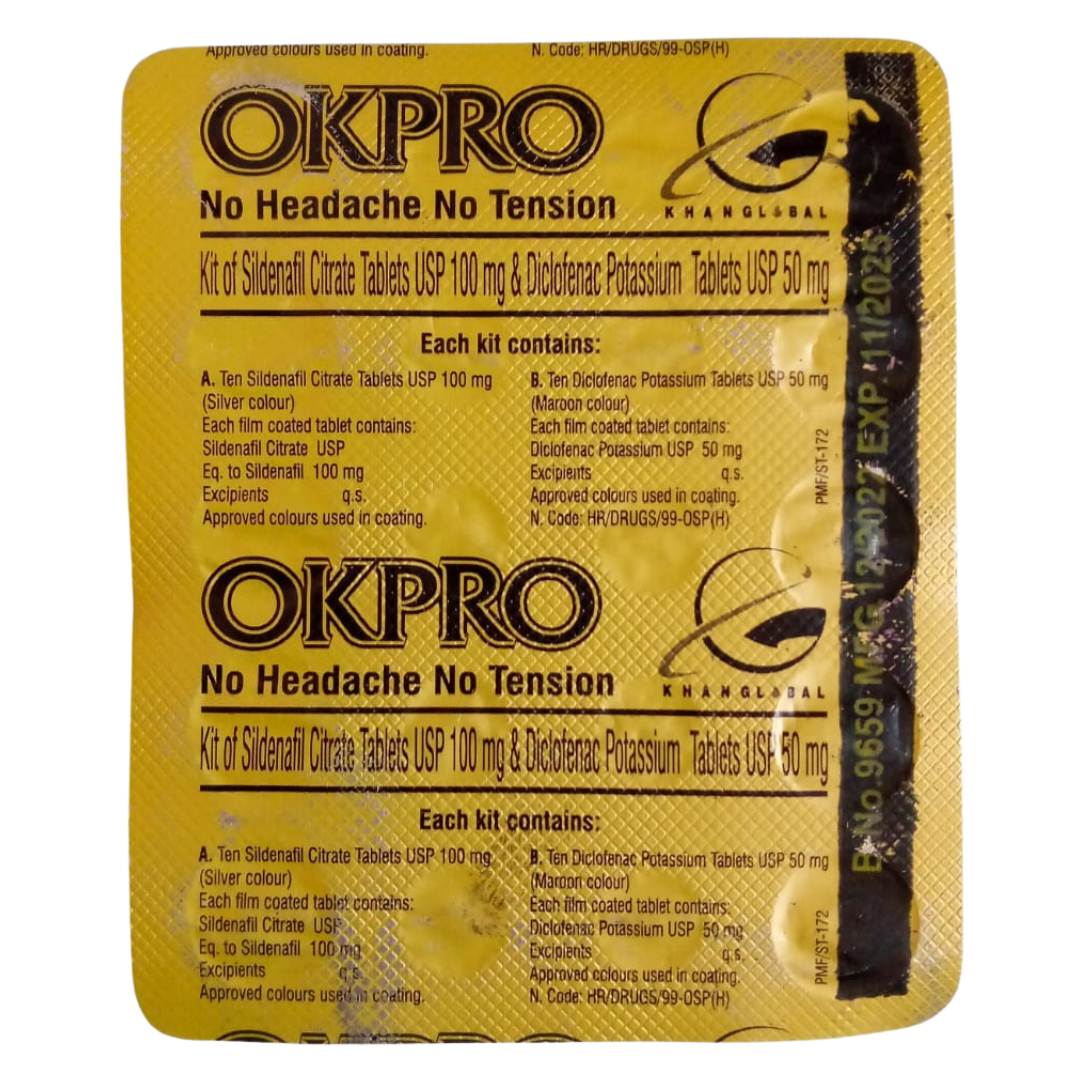 Approved colours used in coating. N. Code: HR/DRUGS/99-OSP(H)
OKPRO
No Headache No Tension
KHANGLOBAL
Kit of Sildenafil Citrate Tablets USP 100 mg & Diclofenac Potassium Tablets USP 50 mg
Each kit contains:
A. Ten Sildenafil Citrate Tablets USP 100 mg
(Silver colour)
Each film coated tablet contains:
Sildenafil Citrate USP
Eq. to Sildenafil 100 mg
Excipients q.s.
Approved colours used in coating.
B. Ten Diclofenac Potassium Tablets USP 50 mg
(Maroon colour)
Each film coated tablet contains:
Diclofenac Potassium USP 50 mg
Excipients q.s.
Approved colours used in coating.
N. Code: HR/DRUGS/99-OSP(H)
PMF/ST-172
OKPRO
No Headache No Tension
KHANGLOBAL
Kit of Sildenafil Citrate Tablets USP 100 mg & Diclofenac Potassium Tablets USP 50 mg
Each kit contains:
A. Ten Sildenafil Citrate Tablets USP 100 mg
(Silver colour)
Each film coated tablet contains:
Sildenafil Citrate USP
Eq. to Sildenafil 100 mg
Excipients q.s.
Approved colours used in coating.
B. Ten Diclofenac Potassium Tablets USP 50 mg
(Maroon colour)
Each film coated tablet contains:
Diclofenac Potassium USP 50 mg
Excipients q.s.
Approved colours used in coating.
N. Code: HR/DRUGS/99-OSP(H)
PMF/ST-172
B.No 9659 MFG 12/2022 EXP 11/2025